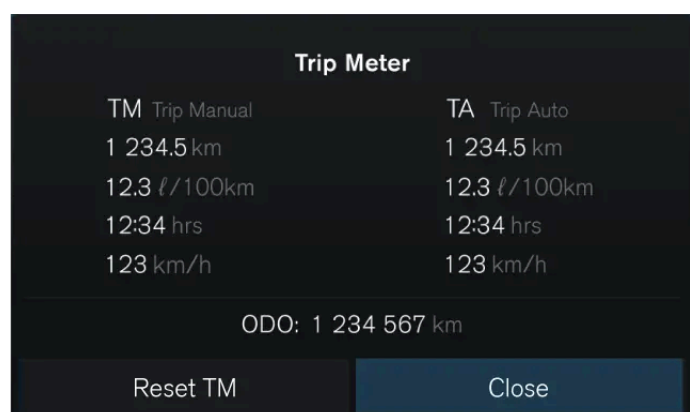 Trip Meter
TM Trip Manual
TA Trip Auto
1 234.5 km
1 234.5 km
12.3 ℓ/100km
12.3 ℓ/100km
12:34 hrs
12:34 hrs
123 km/h
123 km/h
ODO: 1 234 567 km
Reset TM
Close